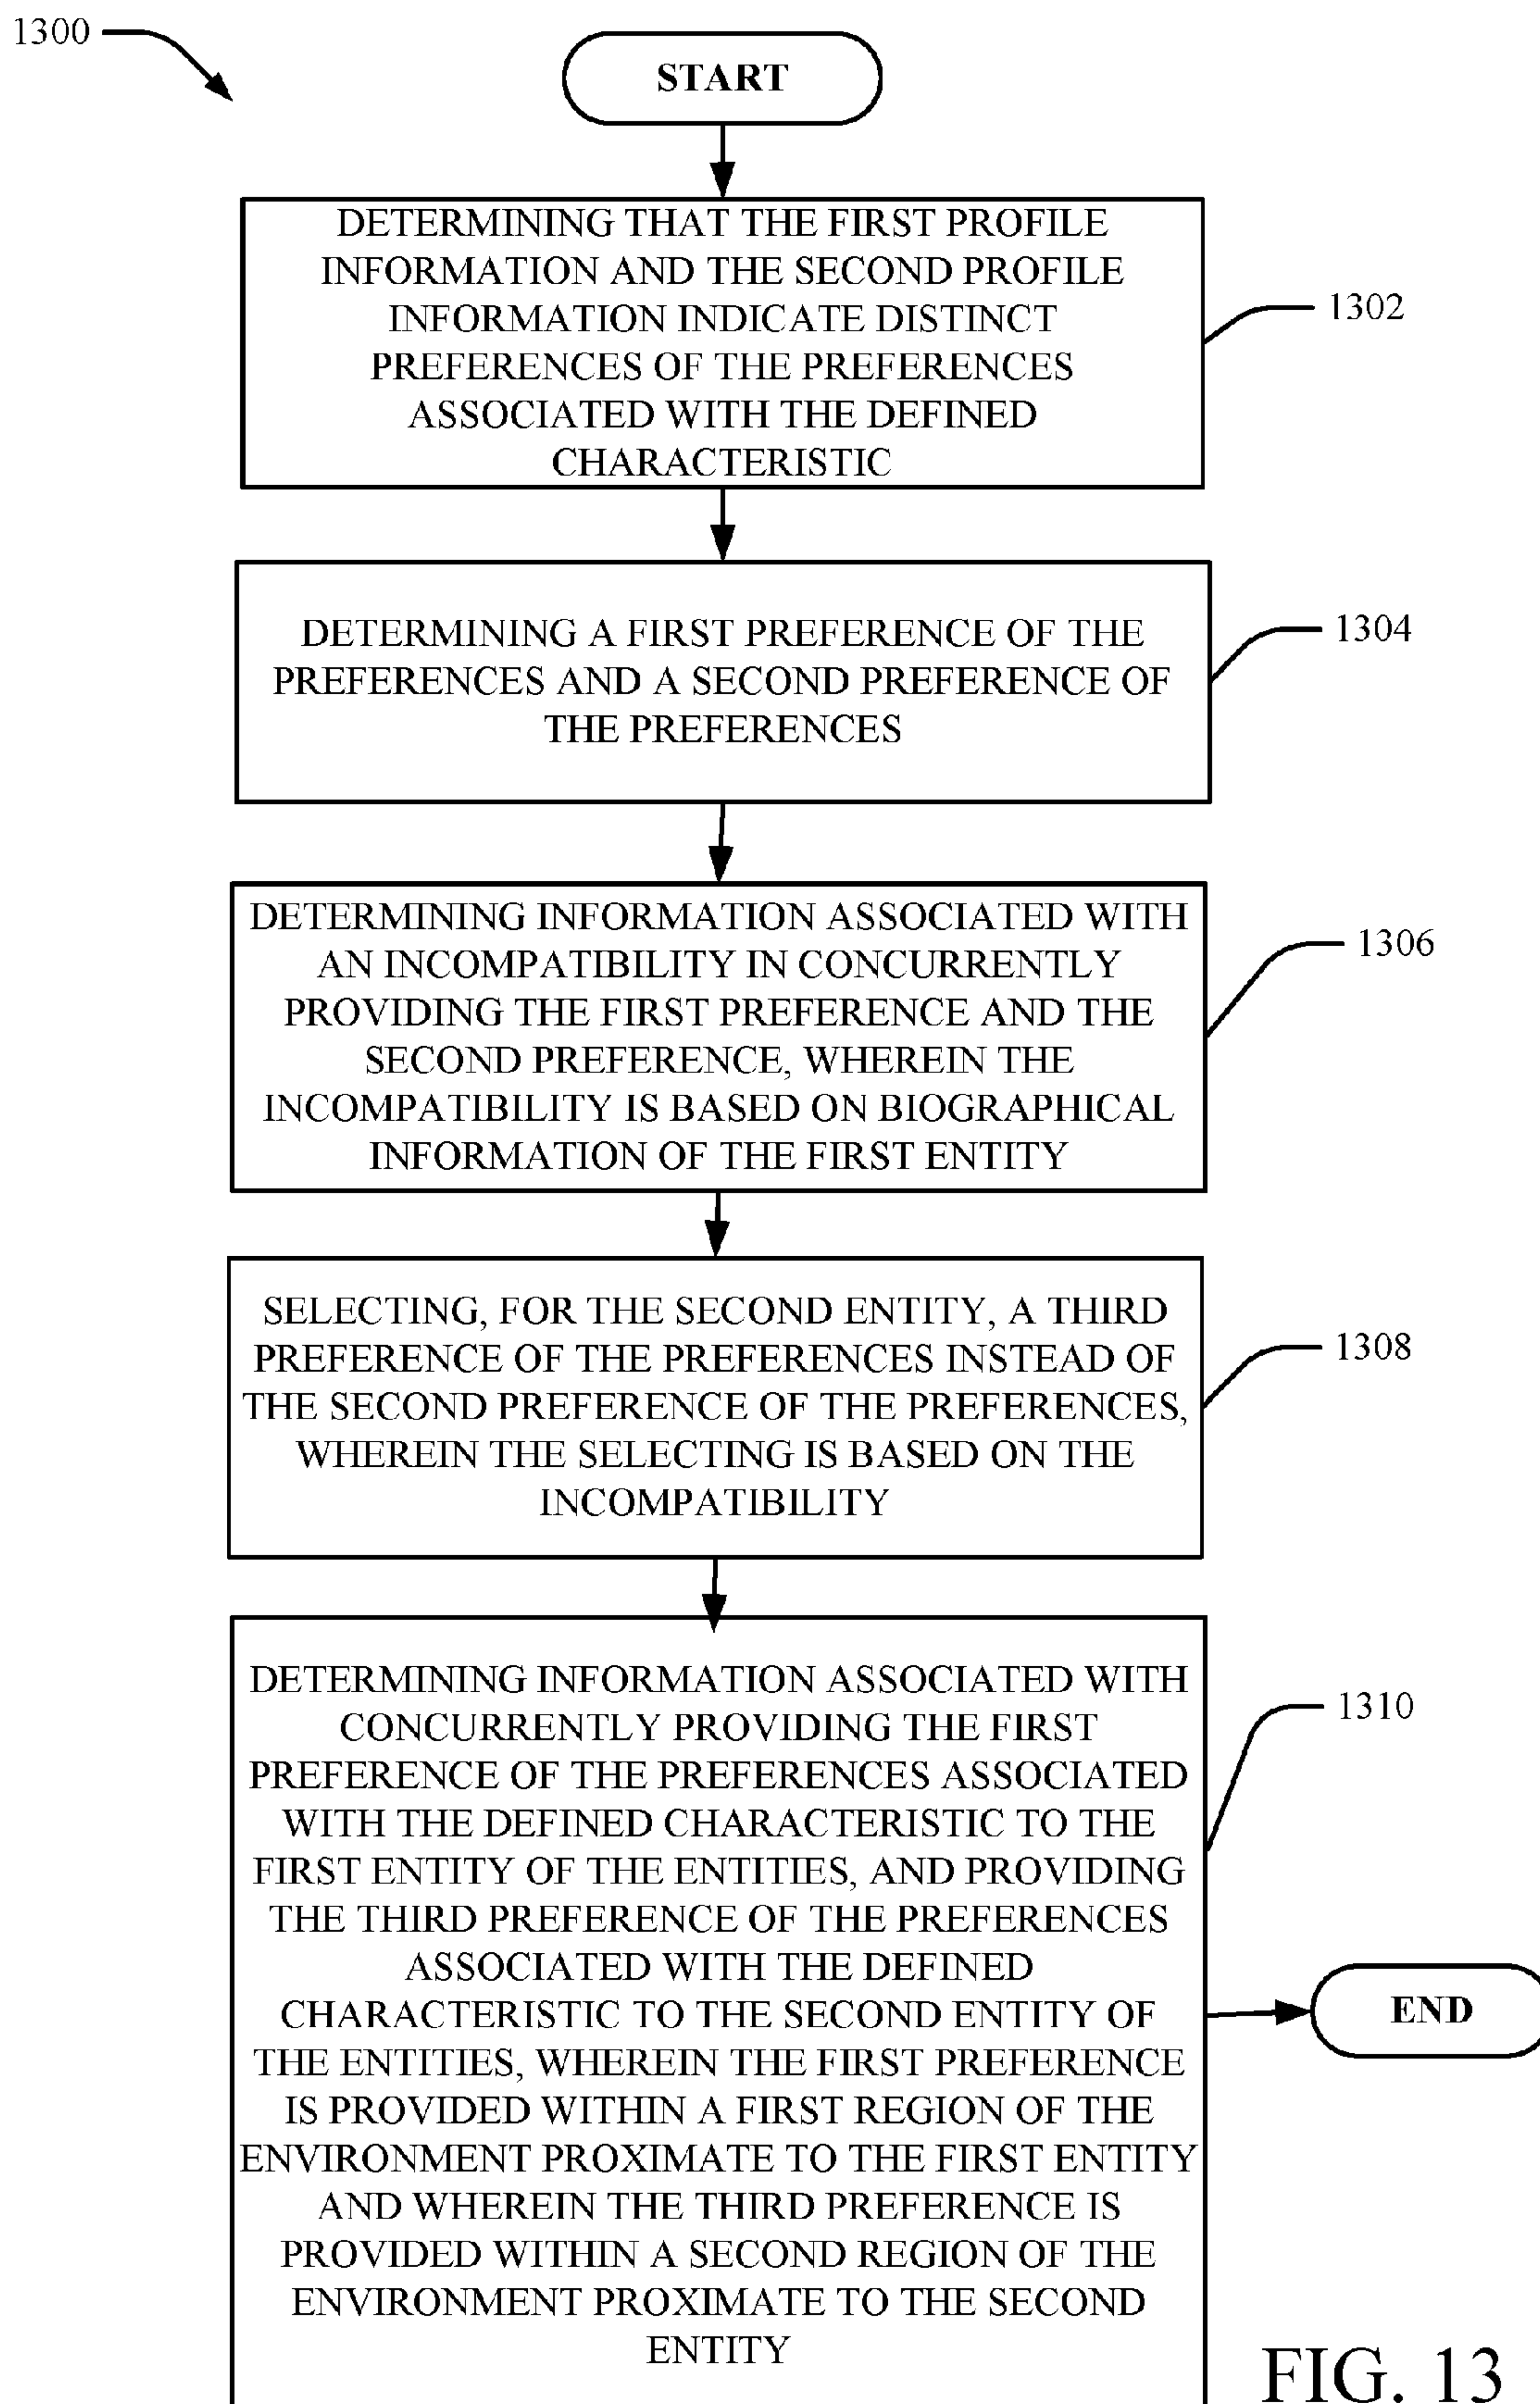 1300
START
DETERMINING THAT THE FIRST PROFILE
INFORMATION AND THE SECOND PROFILE
INFORMATION INDICATE DISTINCT
PREFERENCES OF THE PREFERENCES
ASSOCIATED WITH THE DEFINED
CHARACTERISTIC
1302
DETERMINING A FIRST PREFERENCE OF THE
PREFERENCES AND A SECOND PREFERENCE OF
THE PREFERENCES
1304
DETERMINING INFORMATION ASSOCIATED WITH
AN INCOMPATIBILITY IN CONCURRENTLY
PROVIDING THE FIRST PREFERENCE AND THE
SECOND PREFERENCE, WHEREIN THE
INCOMPATIBILITY IS BASED ON BIOGRAPHICAL
INFORMATION OF THE FIRST ENTITY
1306
SELECTING, FOR THE SECOND ENTITY, A THIRD
PREFERENCE OF THE PREFERENCES INSTEAD OF
THE SECOND PREFERENCE OF THE PREFERENCES,
WHEREIN THE SELECTING IS BASED ON THE
INCOMPATIBILITY
1308
DETERMINING INFORMATION ASSOCIATED WITH
CONCURRENTLY PROVIDING THE FIRST
PREFERENCE OF THE PREFERENCES ASSOCIATED
WITH THE DEFINED CHARACTERISTIC TO THE
FIRST ENTITY OF THE ENTITIES, AND PROVIDING
THE THIRD PREFERENCE OF THE PREFERENCES
ASSOCIATED WITH THE DEFINED
CHARACTERISTIC TO THE SECOND ENTITY OF
THE ENTITIES, WHEREIN THE FIRST PREFERENCE
IS PROVIDED WITHIN A FIRST REGION OF THE
ENVIRONMENT PROXIMATE TO THE FIRST ENTITY
AND WHEREIN THE THIRD PREFERENCE IS
PROVIDED WITHIN A SECOND REGION OF THE
ENVIRONMENT PROXIMATE TO THE SECOND
ENTITY
1310
END
FIG. 13